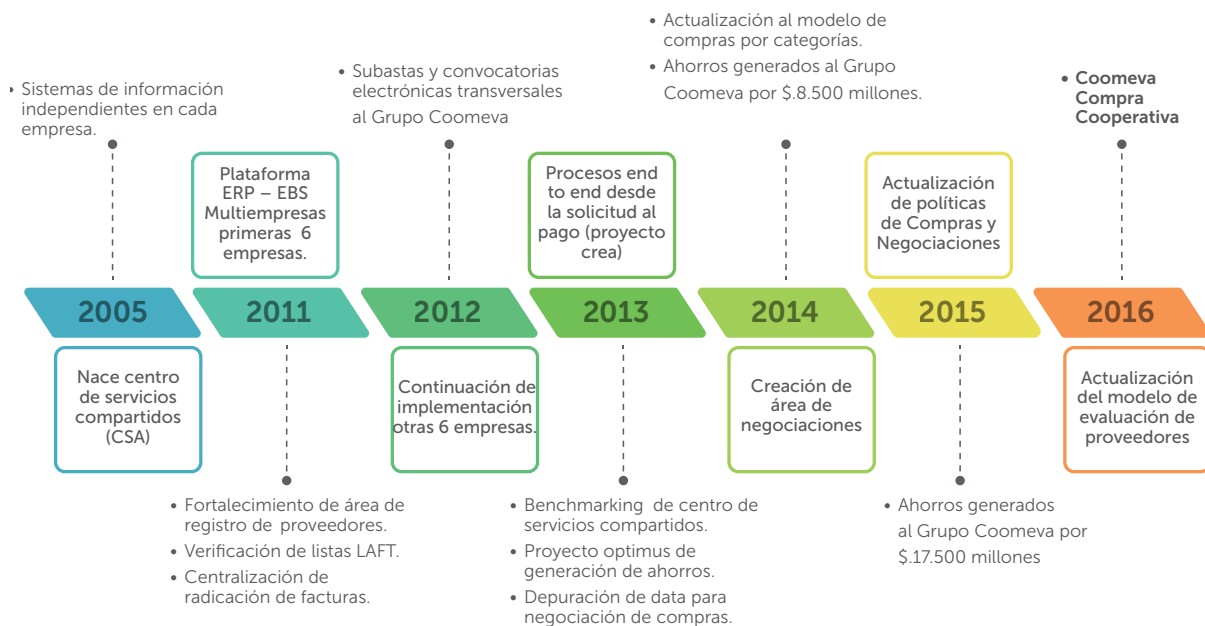 • Sistemas de información
independientes en cada
empresa.
Plataforma
ERP – EBS
Multiempresas
primeras 6
empresas.
• Subastas y convocatorias
electrónicas transversales
al Grupo Coomeva
Procesos end
to end desde
la solicitud al
pago (proyecto
crea)
• Actualización al modelo de
compras por categorías.
• Ahorros generados al Grupo
Coomeva por $.8.500 millones.
Actualización
de políticas
de Compras y
Negociaciones
• Coomeva
Compra
Cooperativa
2005
2011
2012
2013
2014
2015
2016
Nace centro
de servicios
compartidos
(CSA)
• Fortalecimiento de área de
registro de proveedores.
• Verificación de listas LAFT.
• Centralización de
radicación de facturas.
Continuación de
implementación
otras 6 empresas.
• Benchmarking de centro de
servicios compartidos.
• Proyecto optimus de
generación de ahorros.
• Depuración de data para
negociación de compras.
Creación de
área de
negociaciones
• Ahorros generados
al Grupo Coomeva por
$.17.500 millones
Actualización
del modelo de
evaluación de
proveedores